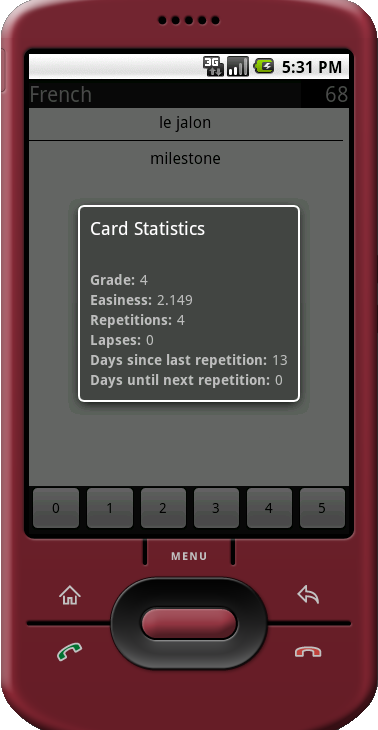 3G 5:31 PM
French 68
le jalon
milestone
Card Statistics
Grade: 4
Easiness: 2.149
Repetitions: 4
Lapses: 0
Days since last repetition: 13
Days until next repetition: 0
0 1 2 3 4 5
MENU